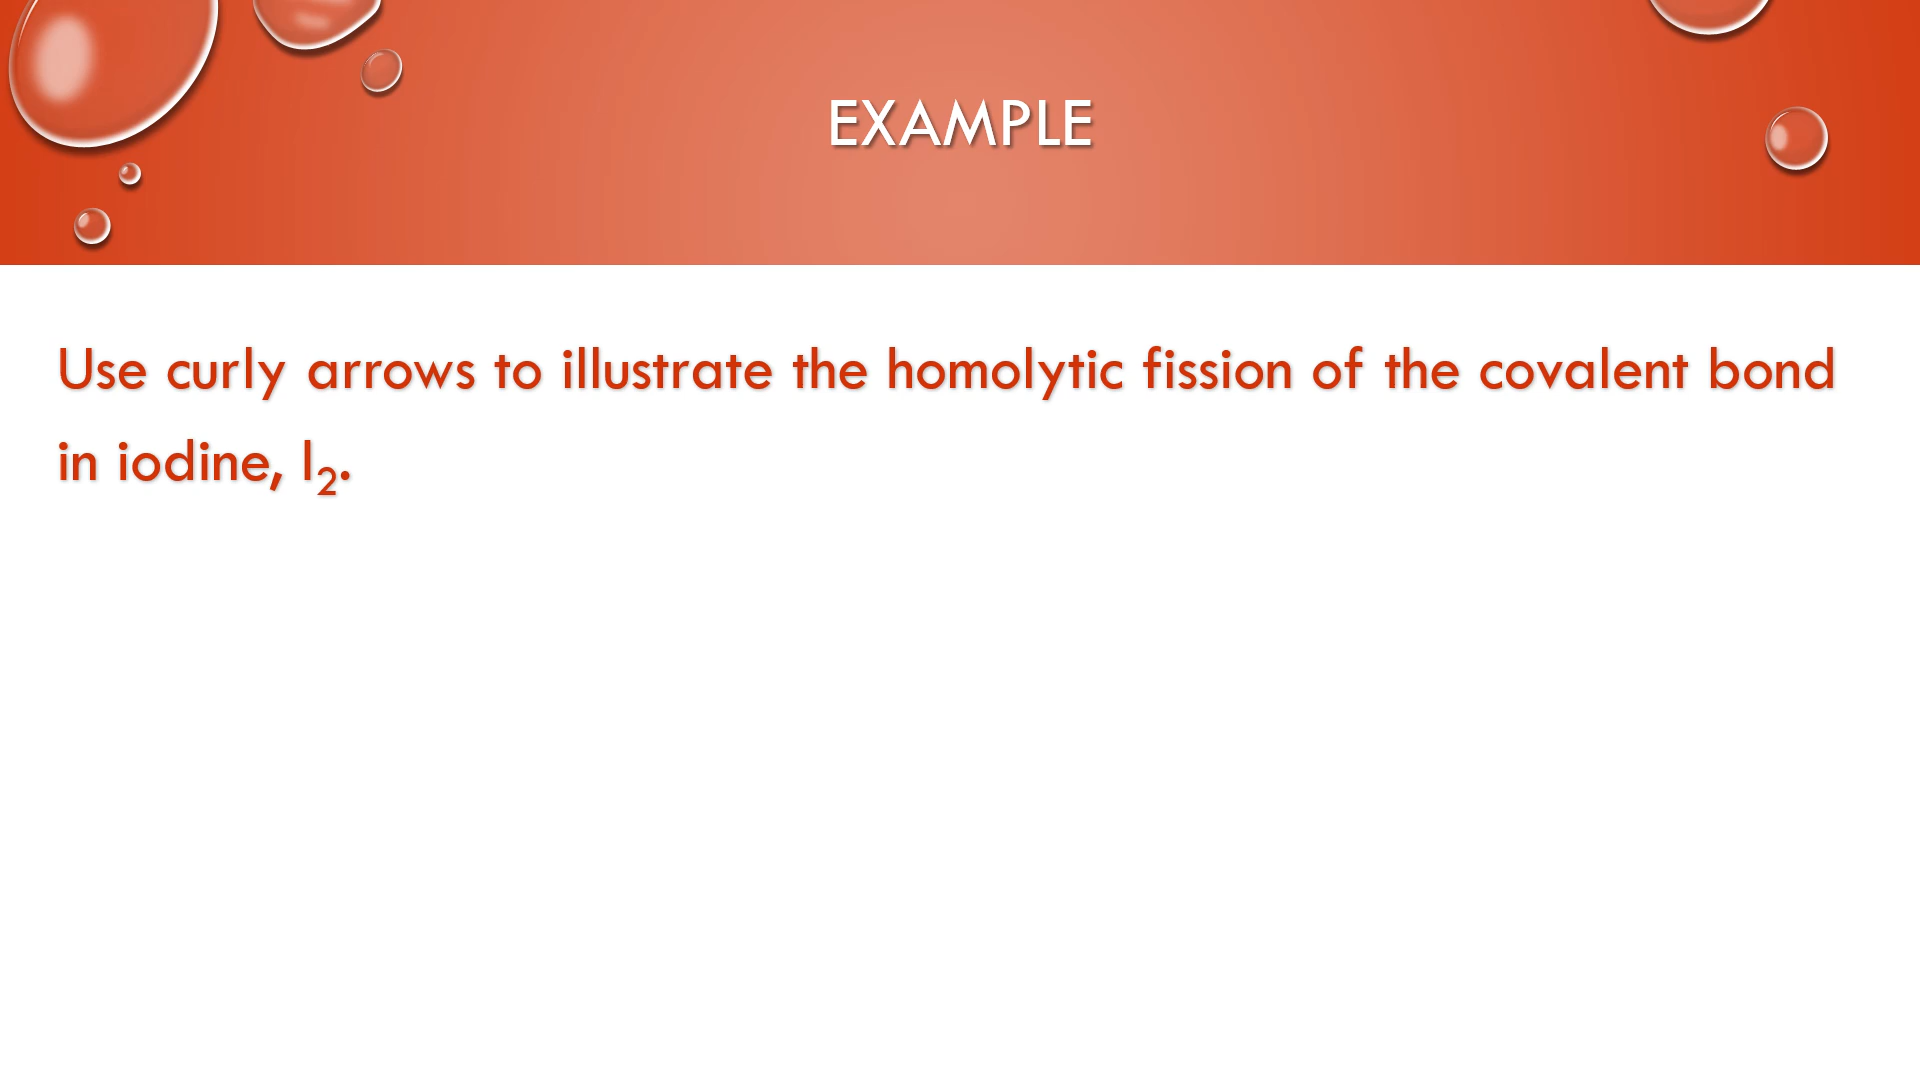 EXAMPLE
Use curly arrows to illustrate the homolytic fission of the covalent bond
in iodine, I₂.